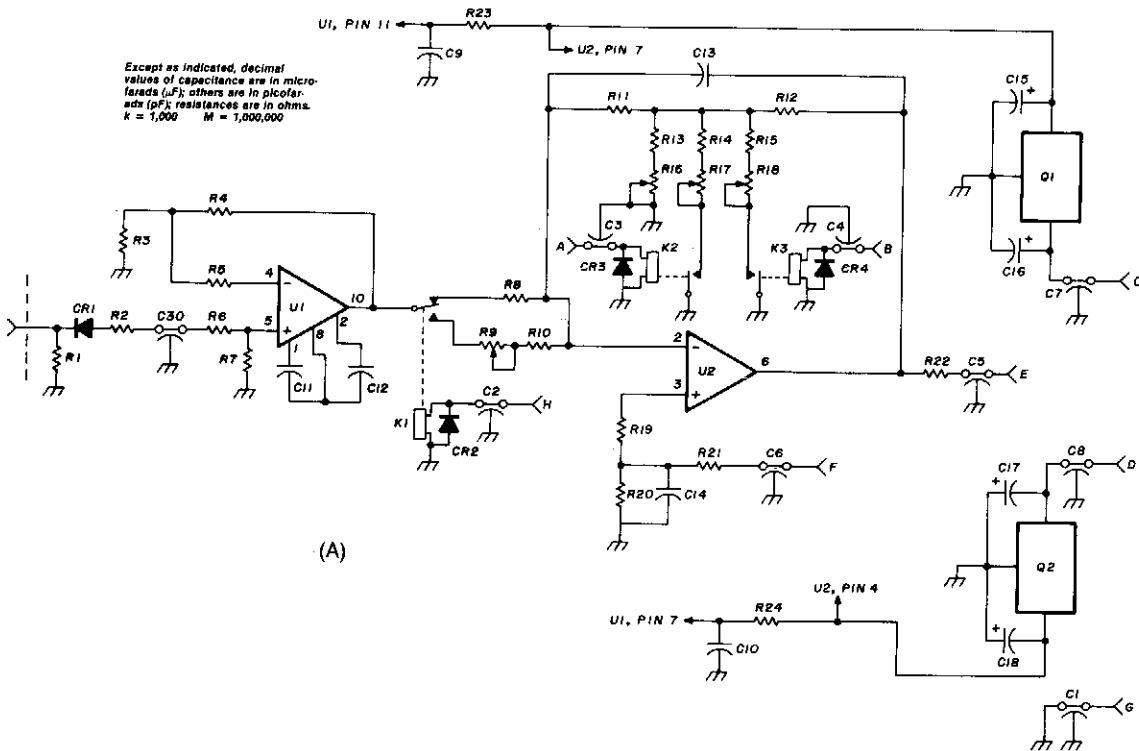 U1, PIN 11
R23
C9
U2, PIN 7
C13
Except as indicated, decimal
values of capacitance are in micro-
farads (µF); others are in picofar-
ads (pF); resistances are in ohms.
k = 1,000 M = 1,000,000
R11
R12
C15
+
R13
R14
R15
Q1
R16
R17
R18
R4
R3
C3
C4
A
K2
K3
B
CR3
CR4
C16
+
C7
C
R5
4
−
10
U1
2
R8
CR1
R2
C30
R6
5
+
8
R9
R10
R1
R7
1
C11
C12
2
−
6
U2
3
+
R22
C5
E
C2
H
K1
CR2
R19
R21
C6
F
R20
C14
C17
+
C8
D
(A)
Q2
U2, PIN 4
U1, PIN 7
R24
C10
+
C18
C1
G